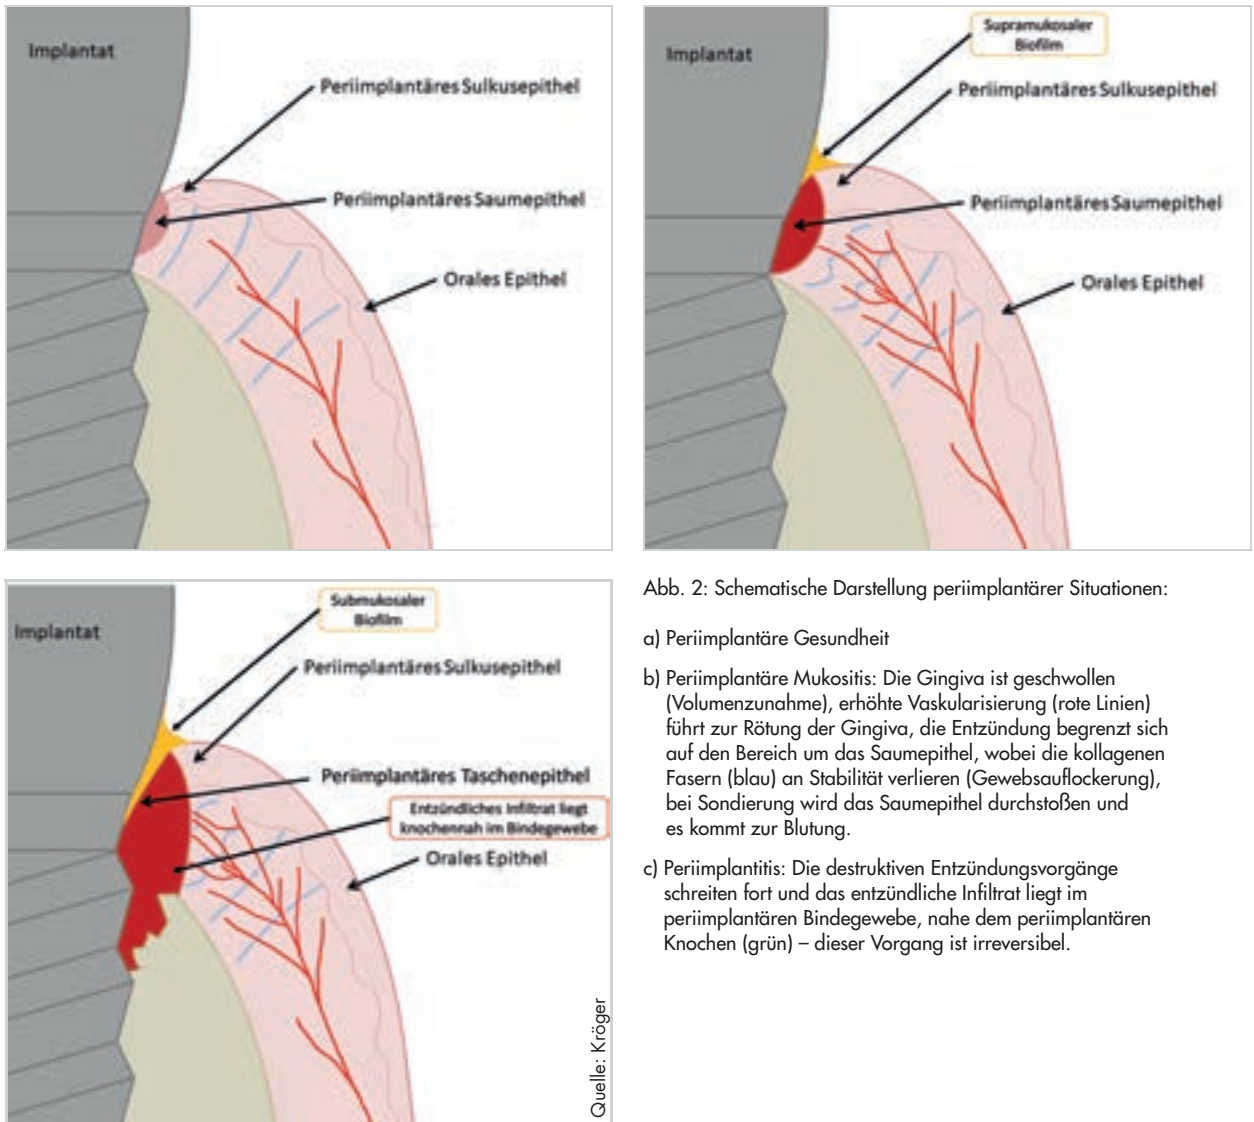 Implantat
Periimplantäres Sulkusepithel
Periimplantäres Saumepithel
Orales Epithel
Supramukosaler
Biofilm
Implantat
Periimplantäres Sulkusepithel
Periimplantäres Saumepithel
Orales Epithel
Submukosaler
Biofilm
Implantat
Periimplantäres Sulkusepithel
Periimplantäres Taschenepithel
Entzündliches Infiltrat liegt
knochennah im Bindegewebe
Orales Epithel
Quelle: Kröger
Abb. 2: Schematische Darstellung periimplantärer Situationen:
a) Periimplantäre Gesundheit
b) Periimplantäre Mukositis: Die Gingiva ist geschwollen
(Volumenzunahme), erhöhte Vaskularisierung (rote Linien)
führt zur Rötung der Gingiva, die Entzündung begrenzt sich
auf den Bereich um das Saumepithel, wobei die kollagenen
Fasern (blau) an Stabilität verlieren (Gewebsauflockerung),
bei Sondierung wird das Saumepithel durchstoßen und
es kommt zur Blutung.
c) Periimplantitis: Die destruktiven Entzündungsvorgänge
schreiten fort und das entzündliche Infiltrat liegt im
periimplantären Bindegewebe, nahe dem periimplantären
Knochen (grün) – dieser Vorgang ist irreversibel.